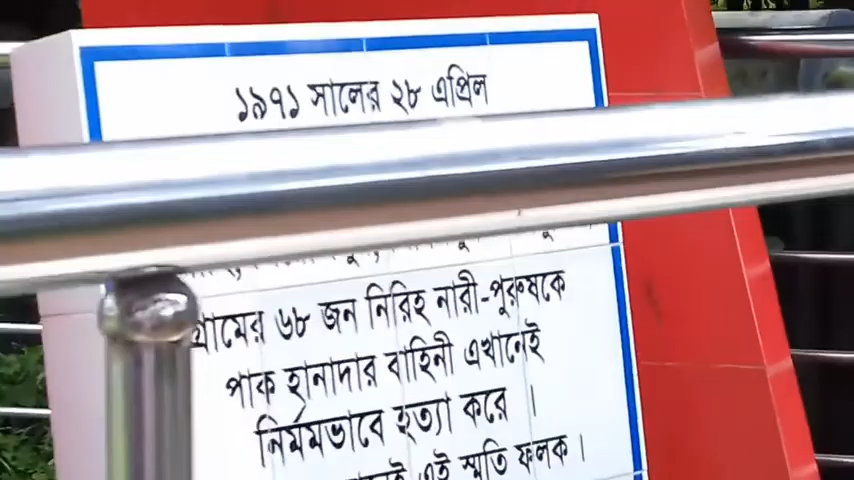 ১৯৭১ সালের ২৮ এপ্রিল
গ্রামের ৬৮ জন নিরিহ নারী-পুরুষকে
পাক হানাদার বাহিনী এখানেই
নির্মমভাবে হত্যা করে ।
এই স্মৃতি ফলক ।